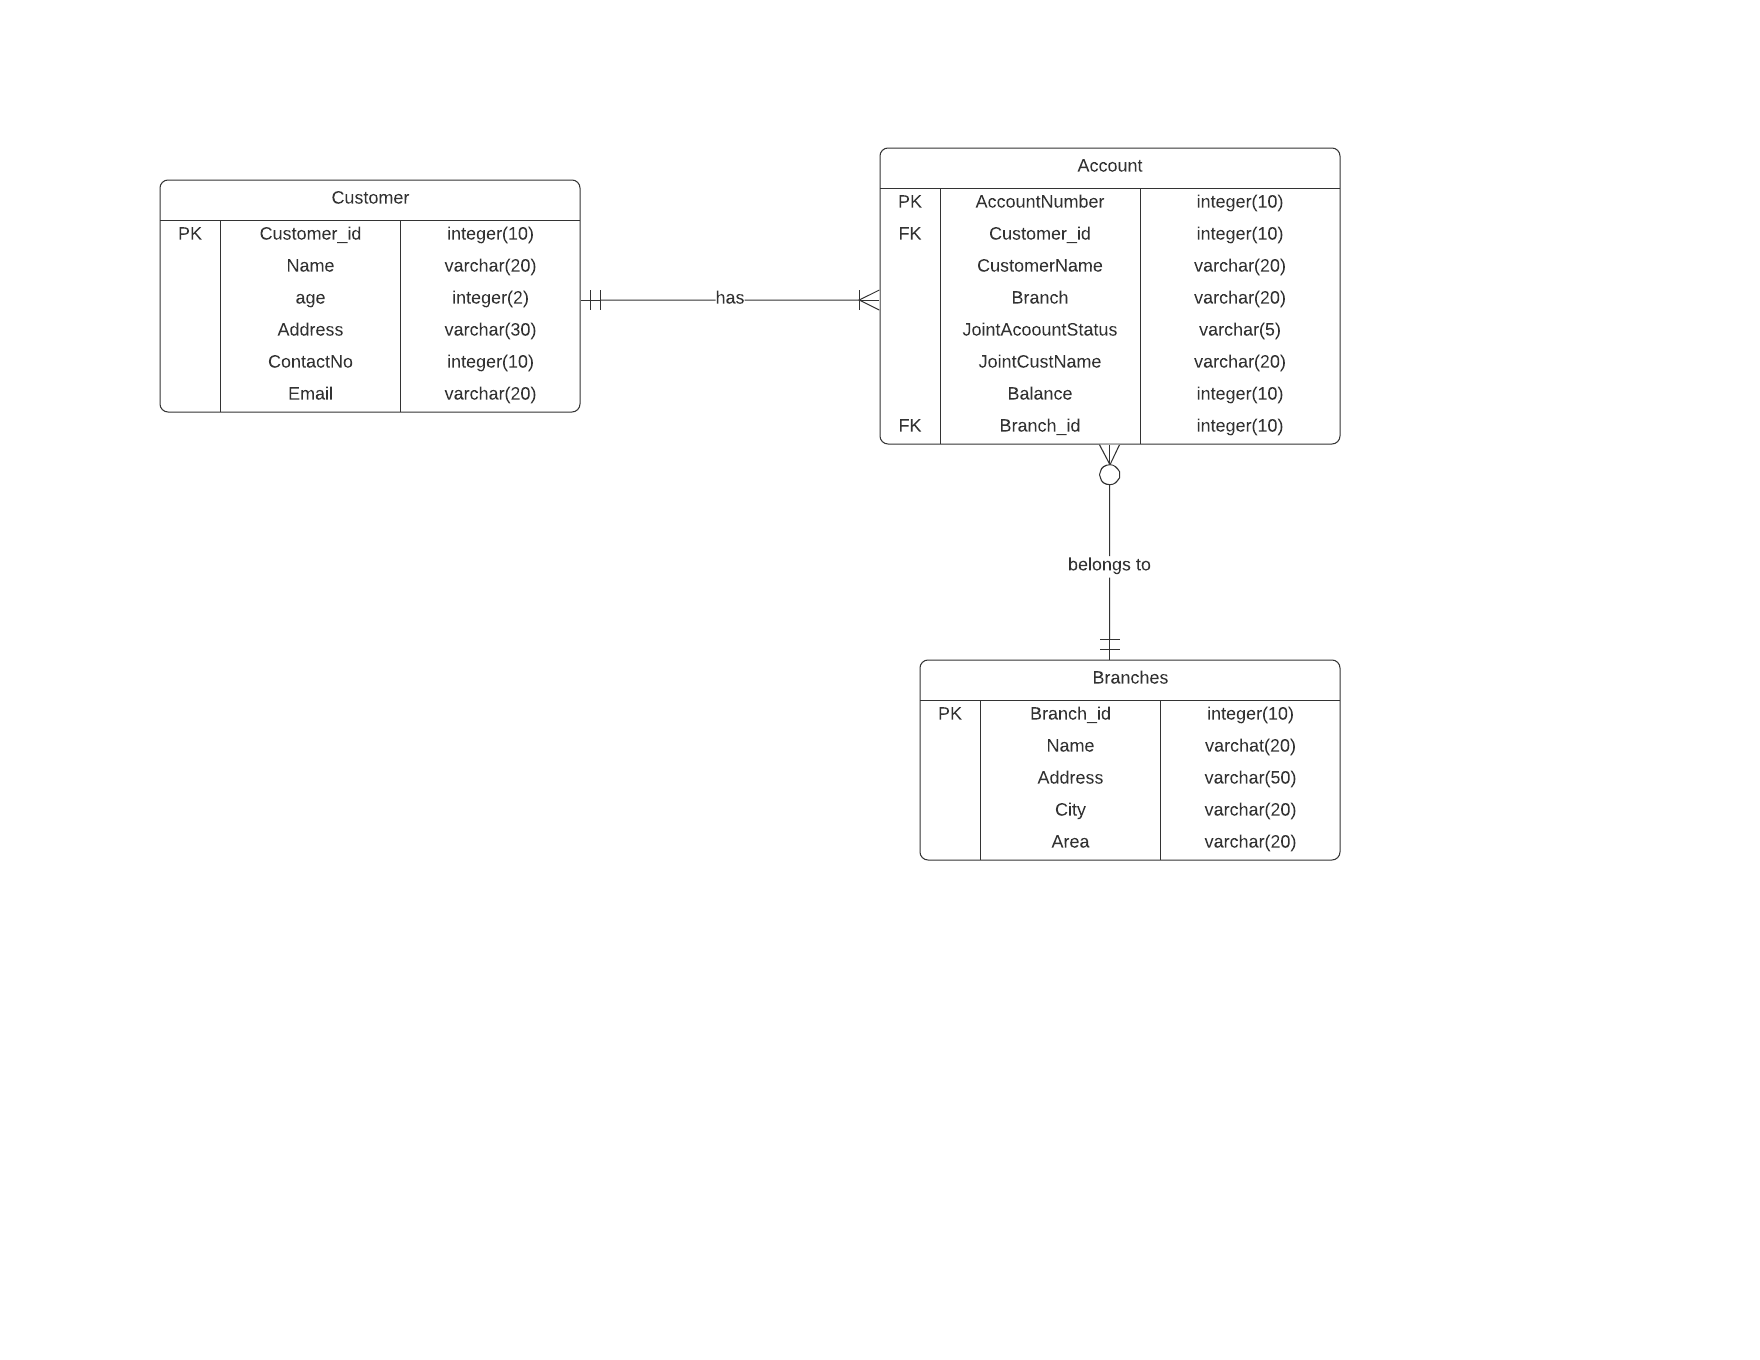 Customer
PK Customer_id integer(10)
Name varchar(20)
age integer(2)
Address varchar(30)
ContactNo integer(10)
Email varchar(20)
has
Account
PK AccountNumber integer(10)
FK Customer_id integer(10)
CustomerName varchar(20)
Branch varchar(20)
JointAcoountStatus varchar(5)
JointCustName varchar(20)
Balance integer(10)
FK Branch_id integer(10)
belongs to
Branches
PK Branch_id integer(10)
Name varchat(20)
Address varchar(50)
City varchar(20)
Area varchar(20)